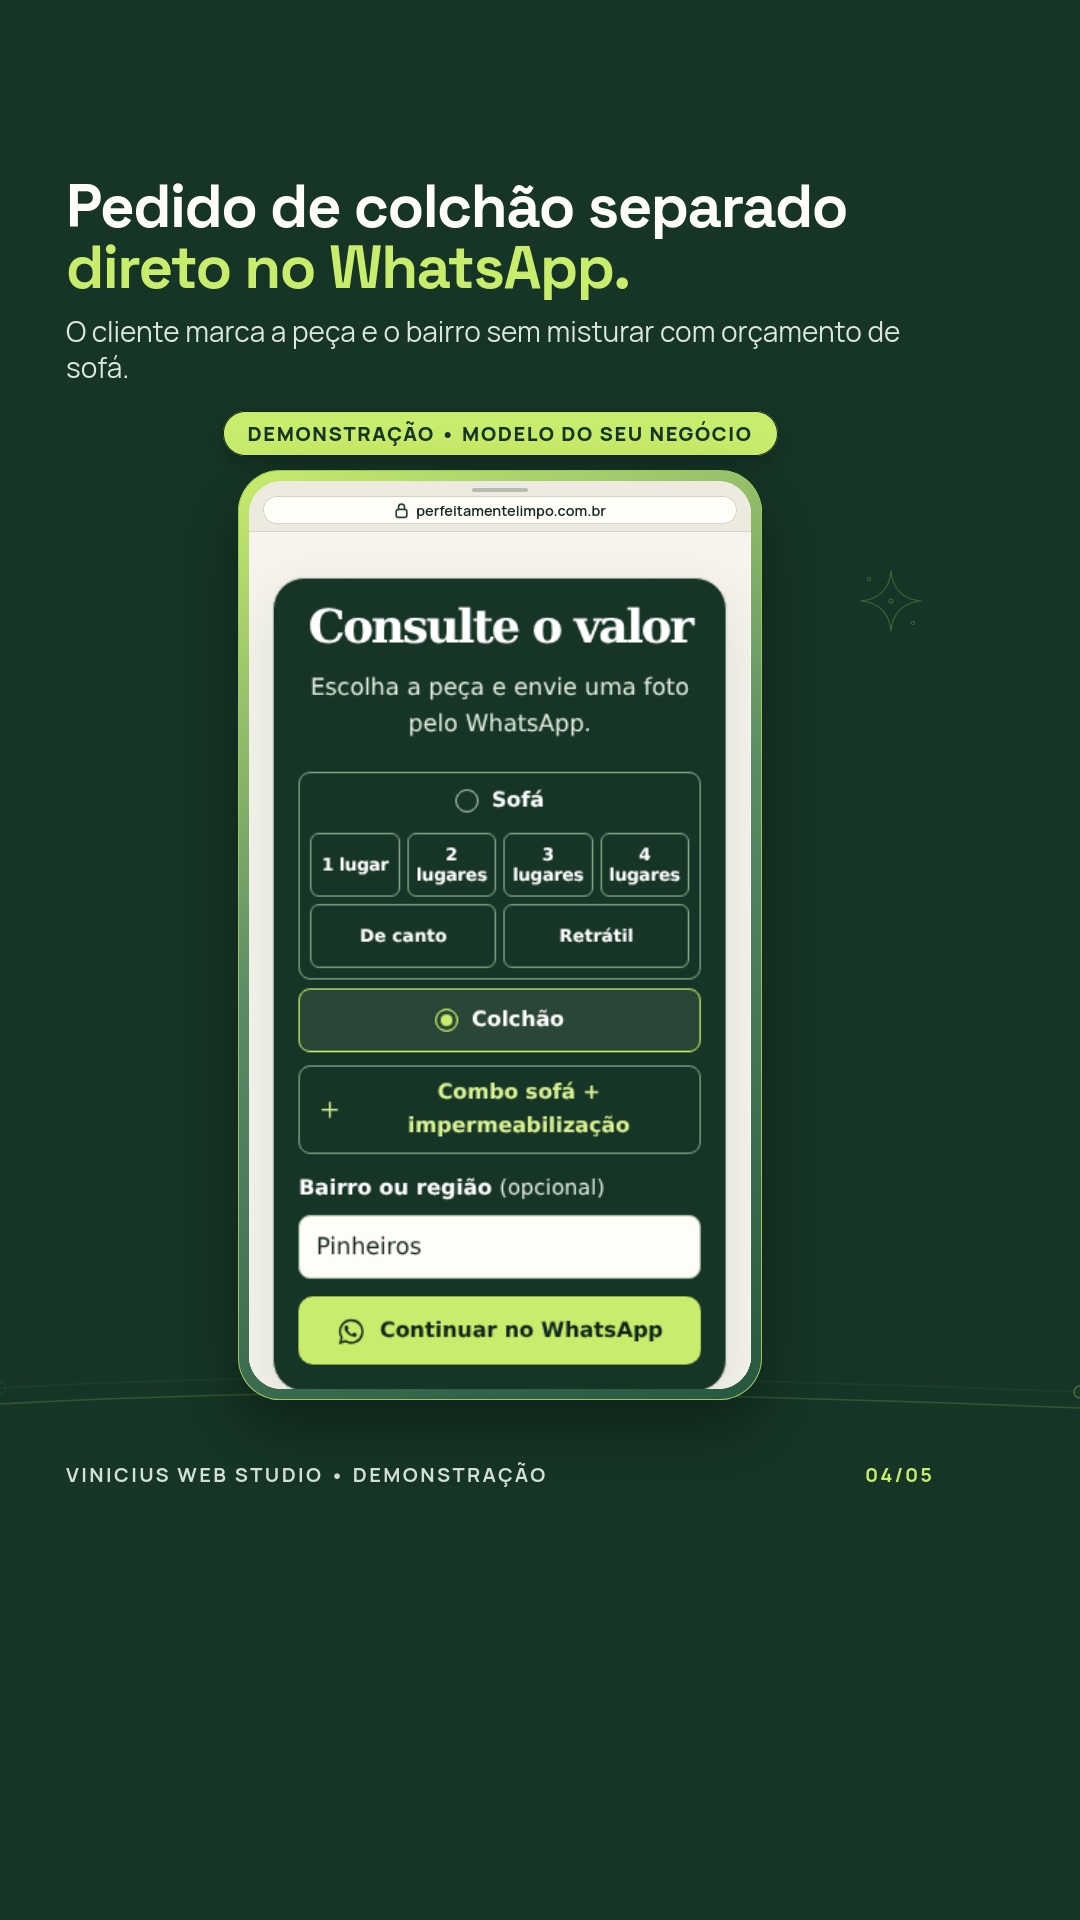 Pedido de colchão separado
direto no WhatsApp.
O cliente marca a peça e o bairro sem misturar com orçamento de
sofá.
DEMONSTRAÇÃO • MODELO DO SEU NEGÓCIO
perfeitamentelimpo.com.br
Consulte o valor
Escolha a peça e envie uma foto
pelo WhatsApp.
Sofá
1 lugar
2
lugares
3
lugares
4
lugares
De canto
Retrátil
Colchão
+ Combo sofá +
impermeabilização
Bairro ou região (opcional)
Pinheiros
Continuar no WhatsApp
VINICIUS WEB STUDIO • DEMONSTRAÇÃO
04/05